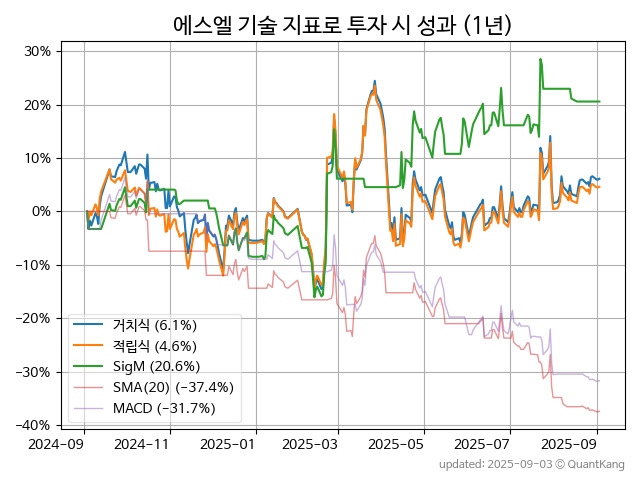 에스엘 기술 지표로 투자 시 성과 (1년)
30%
20%
10%
0%
−10%
−20%
−30%
−40%
거치식 (6.1%)
적립식 (4.6%)
SigM (20.6%)
SMA(20) (−37.4%)
MACD (−31.7%)
2024-09 2024-11 2025-01 2025-03 2025-05 2025-07 2025-09
updated: 2025-09-03 ⓒ QuantKang